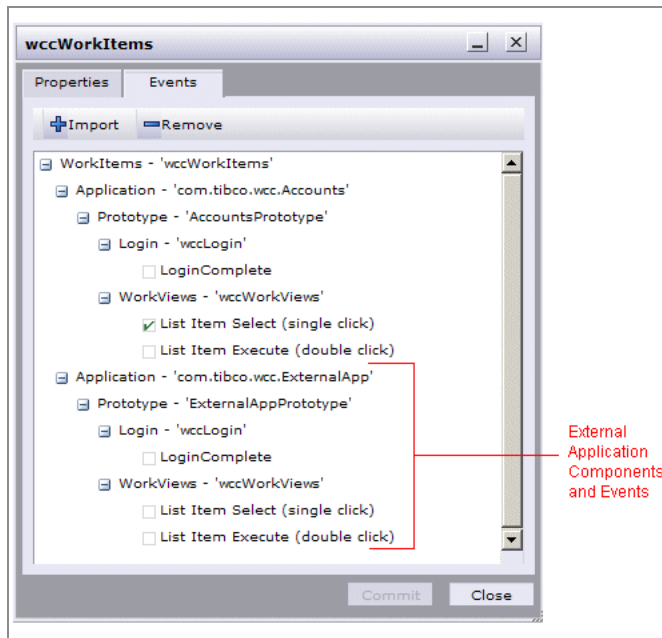 wccWorkItems
Properties Events
Import Remove
WorkItems - 'wccWorkItems'
Application - 'com.tibco.wcc.Accounts'
Prototype - 'AccountsPrototype'
Login - 'wccLogin'
LoginComplete
WorkViews - 'wccWorkViews'
List Item Select (single click)
List Item Execute (double click)
Application - 'com.tibco.wcc.ExternalApp'
Prototype - 'ExternalAppPrototype'
Login - 'wccLogin'
LoginComplete
WorkViews - 'wccWorkViews'
List Item Select (single click)
List Item Execute (double click)
External
Application
Components
and Events
Commit Close